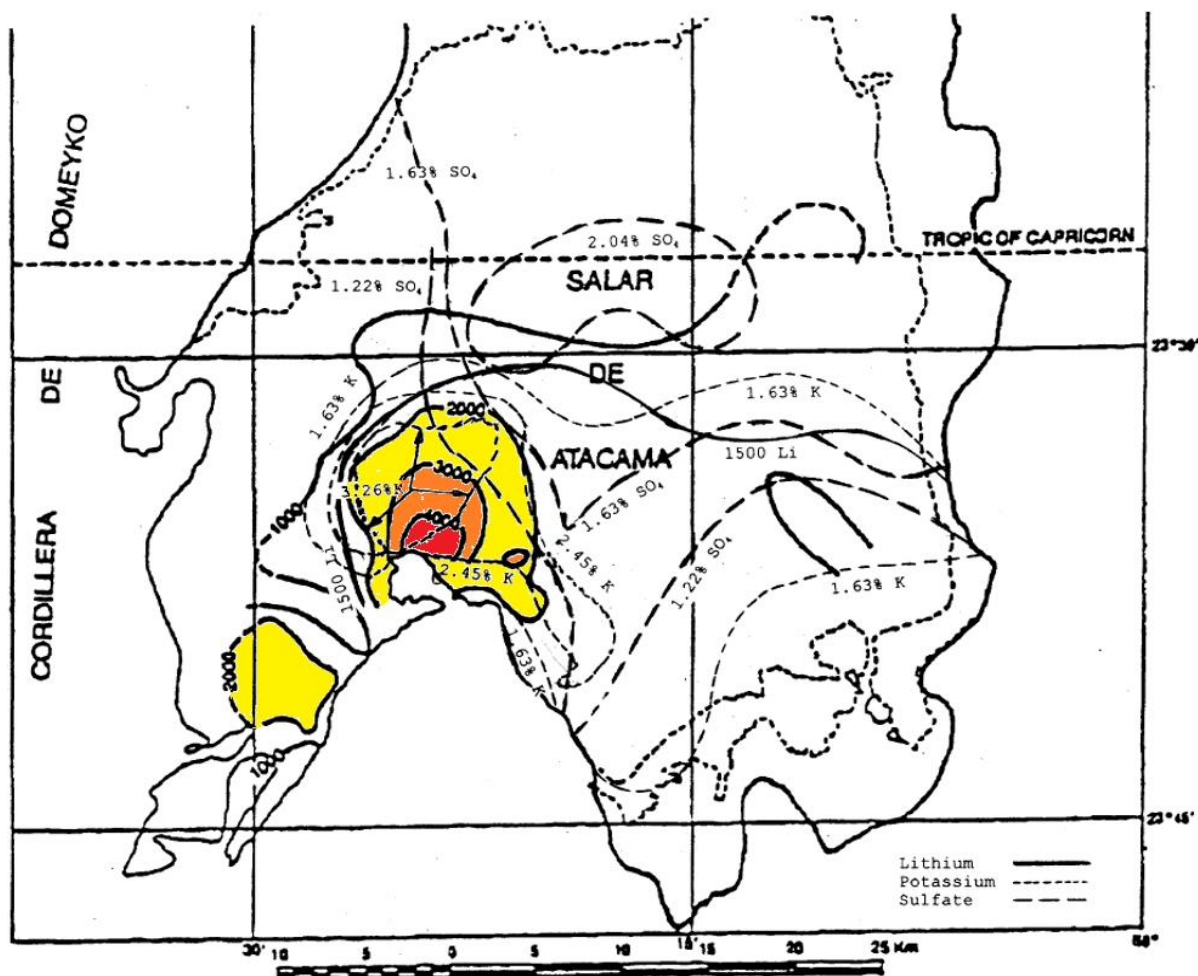 DOMEYKO
DE
CORDILLERA
1.63% SO₄
2.04% SO₄
TROPIC OF CAPRICORN
1.22% SO₄
SALAR
23°30'
DE
1.63% K
1.63% K
2000
1500 Li
ATACAMA
3000
3.26% K
1.63% SO₄
1000
4000
2.45% K
2.45% K
1500 Li
1.22% SO₄
1.63% K
1.63% K
2000
1000
23°45'
Lithium
Potassium
Sulfate
30'
15'
68°
10 5 0 5 10 15 20 25 Km